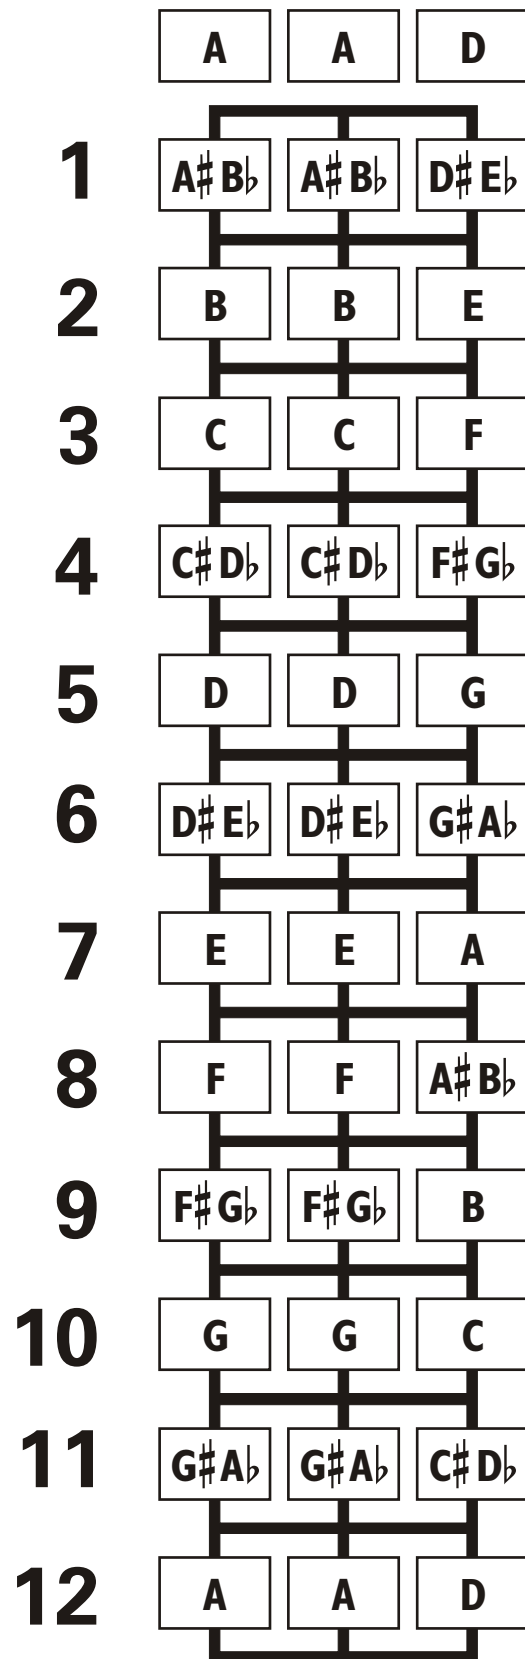 A A D
1 A♯B♭ A♯B♭ D♯E♭
2 B B E
3 C C F
4 C♯D♭ C♯D♭ F♯G♭
5 D D G
6 D♯E♭ D♯E♭ G♯A♭
7 E E A
8 F F A♯B♭
9 F♯G♭ F♯G♭ B
10 G G C
11 G♯A♭ G♯A♭ C♯D♭
12 A A D